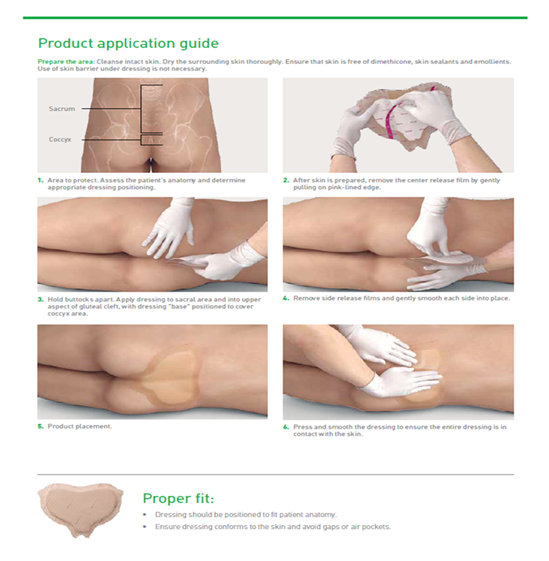 Product application guide
Prepare the area: Cleanse intact skin. Dry the surrounding skin thoroughly. Ensure that skin is free of dimethicone, skin sealants and emollients.
Use of skin barrier under dressing is not necessary.
Sacrum
Coccyx
1. Area to protect. Assess the patient's anatomy and determine
appropriate dressing positioning.
2. After skin is prepared, remove the center release film by gently
pulling on pink-lined edge.
3. Hold buttocks apart. Apply dressing to sacral area and into upper
aspect of gluteal cleft, with dressing "base" positioned to cover
coccyx area.
4. Remove side release films and gently smooth each side into place.
5. Product placement.
6. Press and smooth the dressing to ensure the entire dressing is in
contact with the skin.
Proper fit:
• Dressing should be positioned to fit patient anatomy.
• Ensure dressing conforms to the skin and avoid gaps or air pockets.